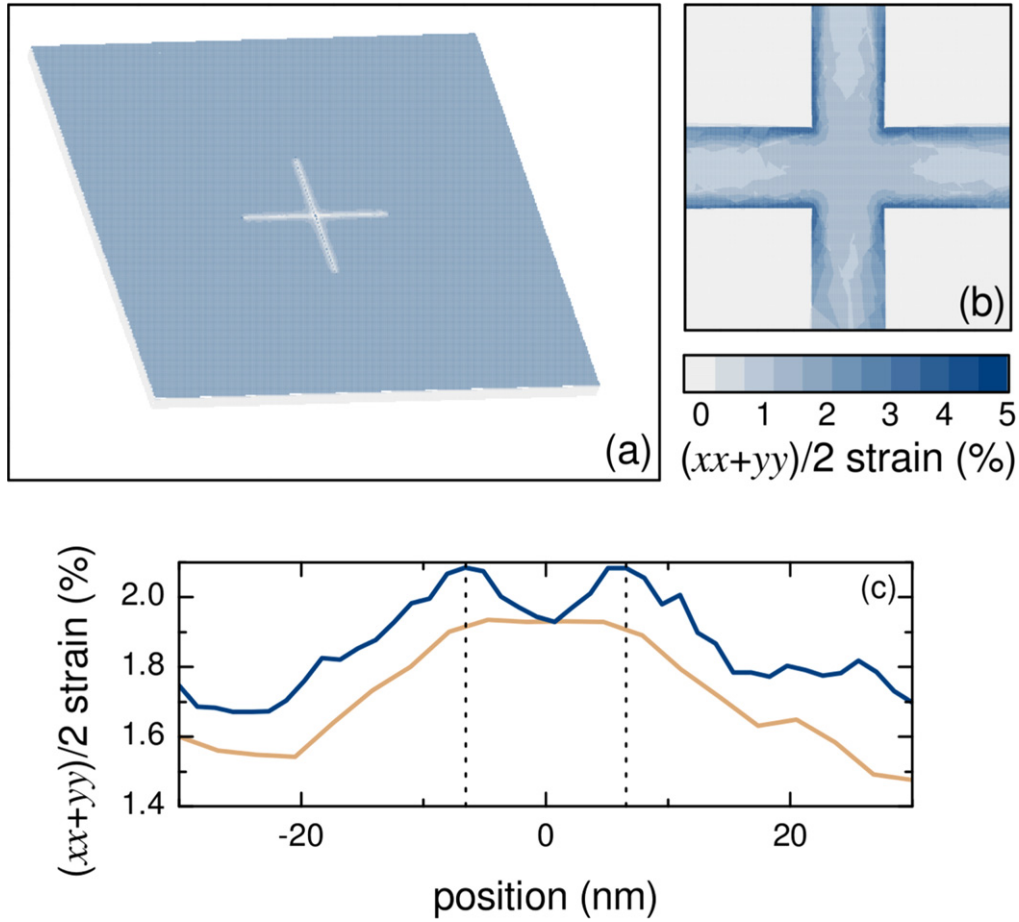 (a)
(b)
0 1 2 3 4 5
(xx+yy)/2 strain (%)
(c)
(xx+yy)/2 strain (%)
2.0
1.8
1.6
1.4
-20 0 20
position (nm)